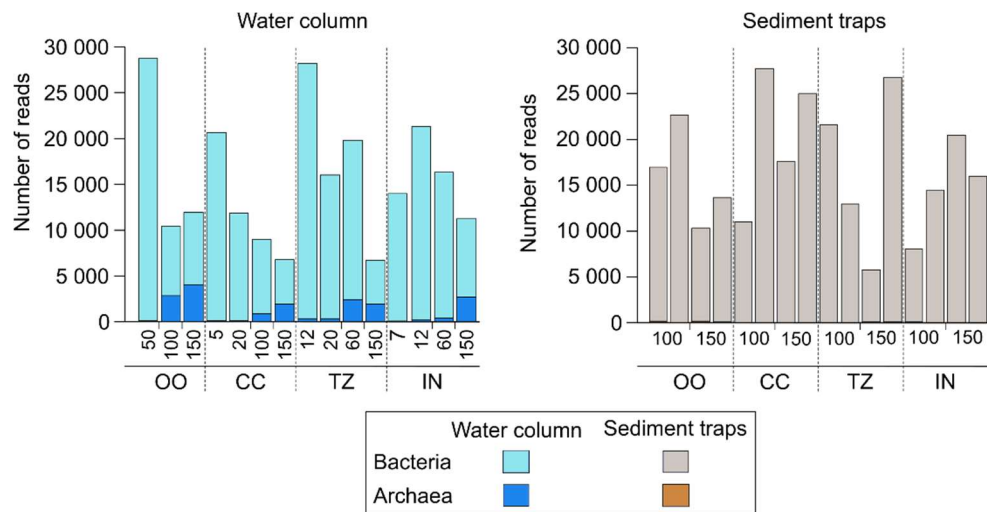 Water column
Number of reads
30 000
25 000
20 000
15 000
10 000
5 000
0
50 100 150 5 20 100 150 12 20 60 150 7 12 60 150
OO CC TZ IN
Sediment traps
Number of reads
30 000
25 000
20 000
15 000
10 000
5 000
0
100 150 100 150 100 150 100 150
OO CC TZ IN
Water column Sediment traps
Bacteria
Archaea